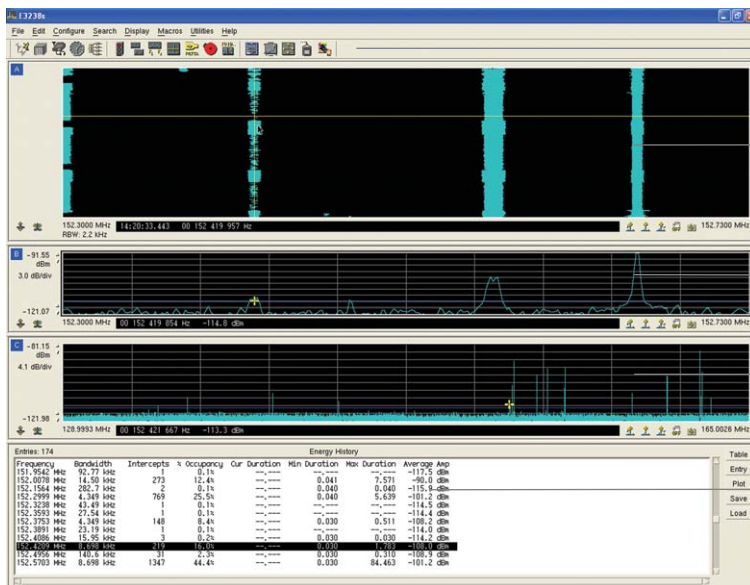 E3238s
File Edit Configure Search Display Macros Utilities Help
A
152.3000 MHz 14:20:33.443 00 152 419 957 Hz 152.7300 MHz
RBW: 2.2 kHz
B -91.55
dBm
3.0 dB/div
-121.07
152.3000 MHz 00 152 419 854 Hz -114.8 dBm 152.7300 MHz
C -81.15
dBm
4.1 dB/div
-121.98
128.9993 MHz 00 152 421 667 Hz -113.3 dBm 165.0026 MHz
Entries: 174 Energy History
Frequency Bandwidth Intercepts % Occupancy Cur Duration Min Duration Max Duration Average Amp
151.9542 MHz 92.77 kHz 1 0.1% --.--- --.--- --.--- -117.5 dBm
152.0078 MHz 14.50 kHz 273 12.4% --.--- 0.041 7.571 -90.0 dBm
152.1564 MHz 282.7 kHz 2 0.1% --.--- 0.040 0.040 -115.9 dBm
152.2999 MHz 4.349 kHz 769 25.5% --.--- 0.040 5.639 -101.2 dBm
152.3238 MHz 43.49 kHz 1 0.1% --.--- --.--- --.--- -114.5 dBm
152.3593 MHz 27.54 kHz 1 0.1% --.--- --.--- --.--- -114.4 dBm
152.3753 MHz 4.349 kHz 148 8.4% --.--- 0.030 0.511 -108.2 dBm
152.3891 MHz 23.19 kHz 1 0.1% --.--- --.--- --.--- -114.0 dBm
152.4086 MHz 15.95 kHz 3 0.2% --.--- 0.030 0.030 -114.2 dBm
152.4209 MHz 8.698 kHz 219 16.0% --.--- 0.030 1.783 -108.0 dBm
152.4956 MHz 140.6 kHz 31 2.3% --.--- 0.030 0.310 -108.9 dBm
152.5703 MHz 8.698 kHz 1347 44.4% --.--- 0.030 84.463 -101.2 dBm
Table
Entry
Plot
Save
Load